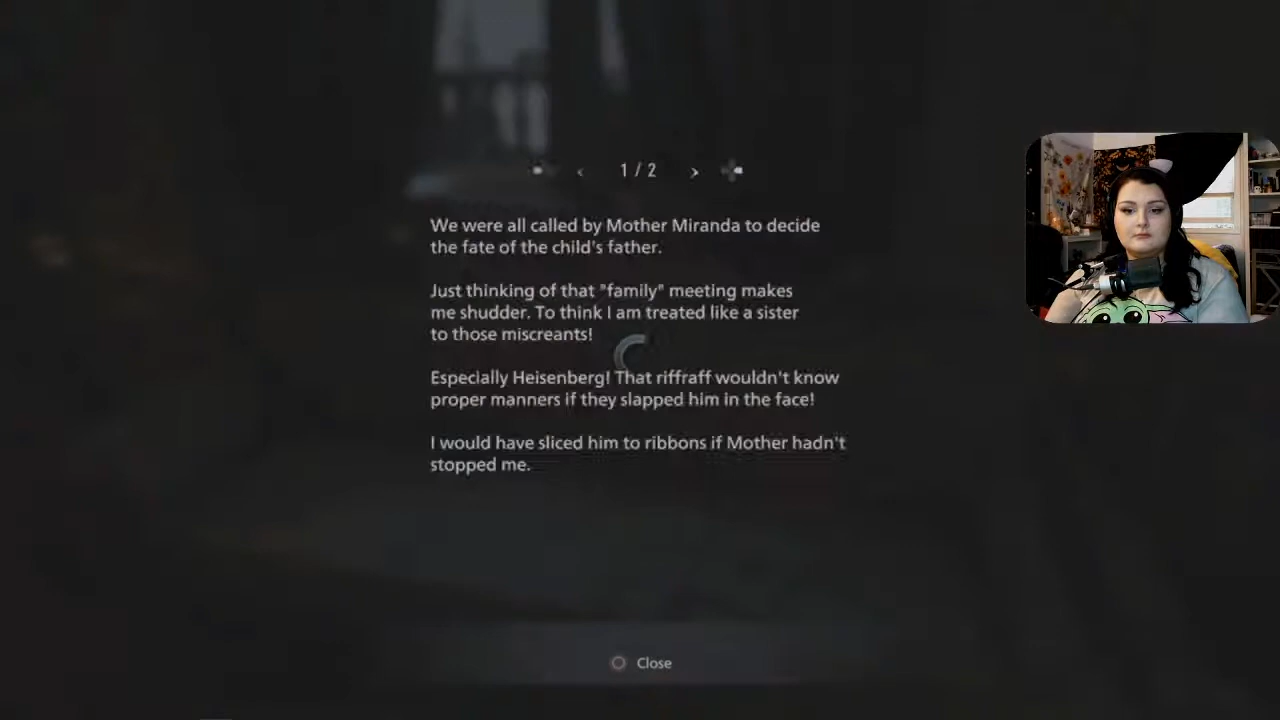 1 / 2
We were all called by Mother Miranda to decide
the fate of the child's father.
Just thinking of that "family" meeting makes
me shudder. To think I am treated like a sister
to those miscreants!
Especially Heisenberg! That riffraff wouldn't know
proper manners if they slapped him in the face!
I would have sliced him to ribbons if Mother hadn't
stopped me.
Close